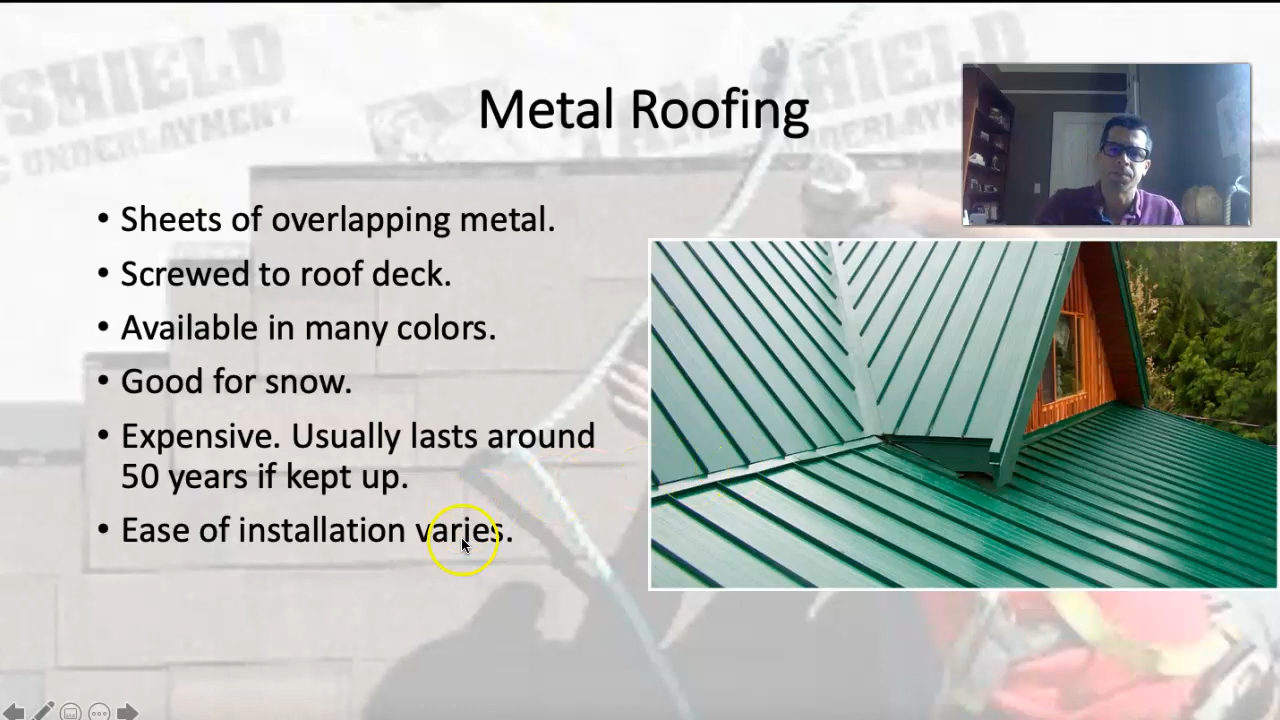 SHIELD
UNDERLAYMENT
SHIELD
Metal Roofing
• Sheets of overlapping metal.
• Screwed to roof deck.
• Available in many colors.
• Good for snow.
• Expensive. Usually lasts around
50 years if kept up.
• Ease of installation varies.